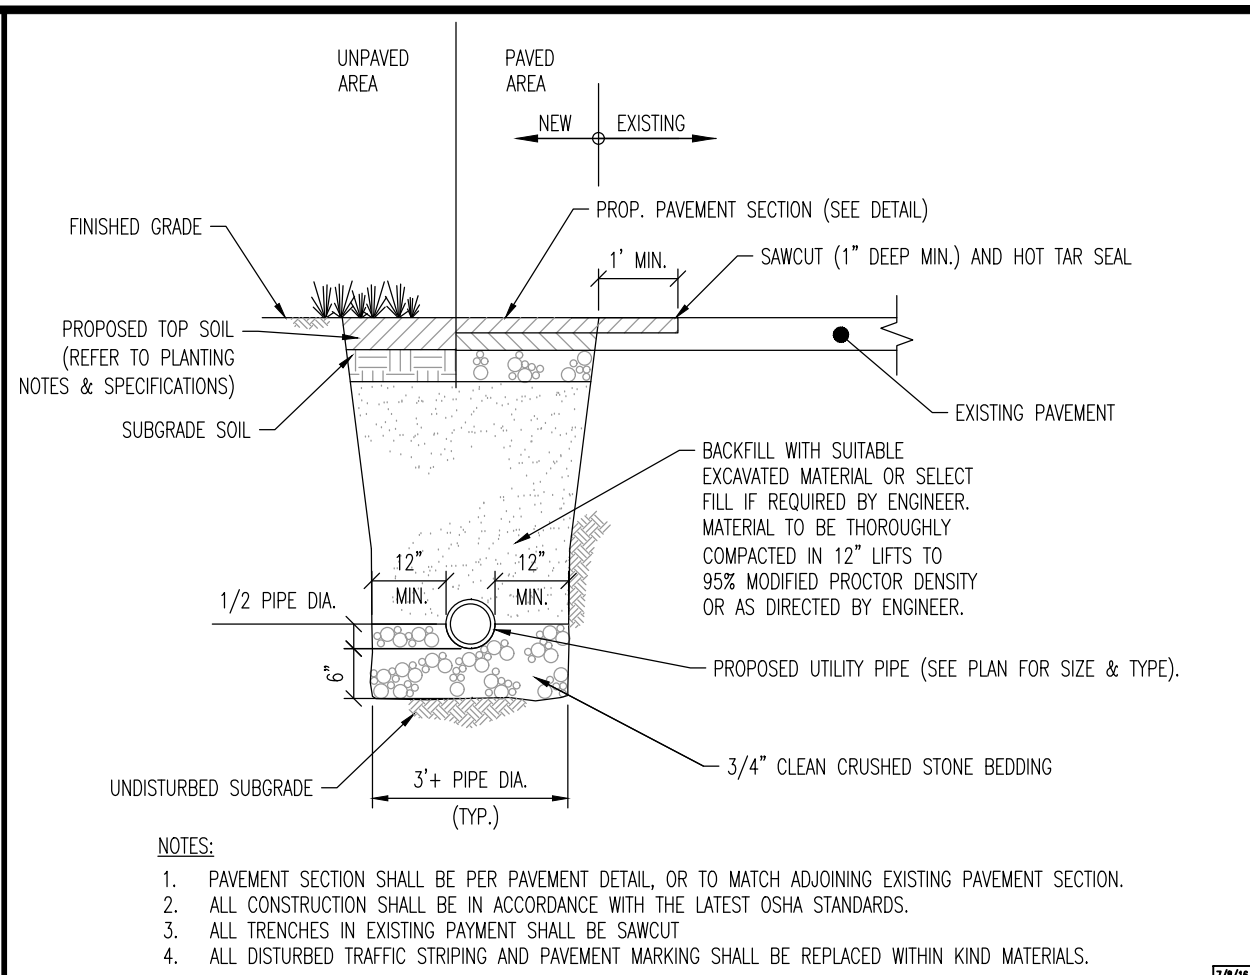 UNPAVED
AREA
PAVED
AREA
NEW
EXISTING
PROP. PAVEMENT SECTION (SEE DETAIL)
FINISHED GRADE
1' MIN.
SAWCUT (1" DEEP MIN.) AND HOT TAR SEAL
PROPOSED TOP SOIL
(REFER TO PLANTING
NOTES & SPECIFICATIONS)
SUBGRADE SOIL
EXISTING PAVEMENT
BACKFILL WITH SUITABLE
EXCAVATED MATERIAL OR SELECT
FILL IF REQUIRED BY ENGINEER.
MATERIAL TO BE THOROUGHLY
COMPACTED IN 12" LIFTS TO
95% MODIFIED PROCTOR DENSITY
OR AS DIRECTED BY ENGINEER.
12"
MIN.
12"
MIN.
1/2 PIPE DIA.
6"
PROPOSED UTILITY PIPE (SEE PLAN FOR SIZE & TYPE).
3/4" CLEAN CRUSHED STONE BEDDING
UNDISTURBED SUBGRADE
3'+ PIPE DIA.
(TYP.)
NOTES:
1. PAVEMENT SECTION SHALL BE PER PAVEMENT DETAIL, OR TO MATCH ADJOINING EXISTING PAVEMENT SECTION.
2. ALL CONSTRUCTION SHALL BE IN ACCORDANCE WITH THE LATEST OSHA STANDARDS.
3. ALL TRENCHES IN EXISTING PAYMENT SHALL BE SAWCUT
4. ALL DISTURBED TRAFFIC STRIPING AND PAVEMENT MARKING SHALL BE REPLACED WITHIN KIND MATERIALS.